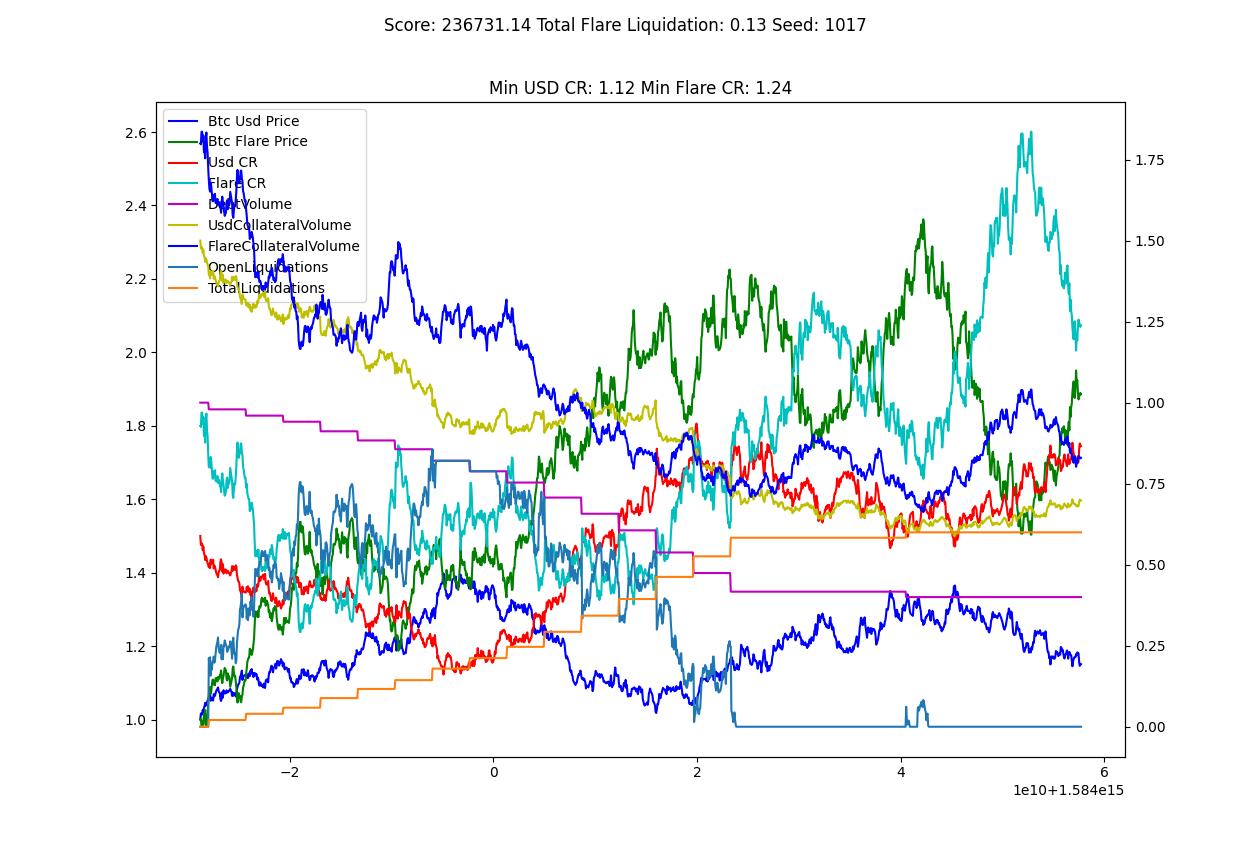 Score: 236731.14 Total Flare Liquidation: 0.13 Seed: 1017
Min USD CR: 1.12 Min Flare CR: 1.24
Btc Usd Price
Btc Flare Price
Usd CR
Flare CR
DebtVolume
UsdCollateralVolume
FlareCollateralVolume
OpenLiquidations
TotalLiquidations
2.6
2.4
2.2
2.0
1.8
1.6
1.4
1.2
1.0
1.75
1.50
1.25
1.00
0.75
0.50
0.25
0.00
−2 0 2 4 6
1e10+1.584e15